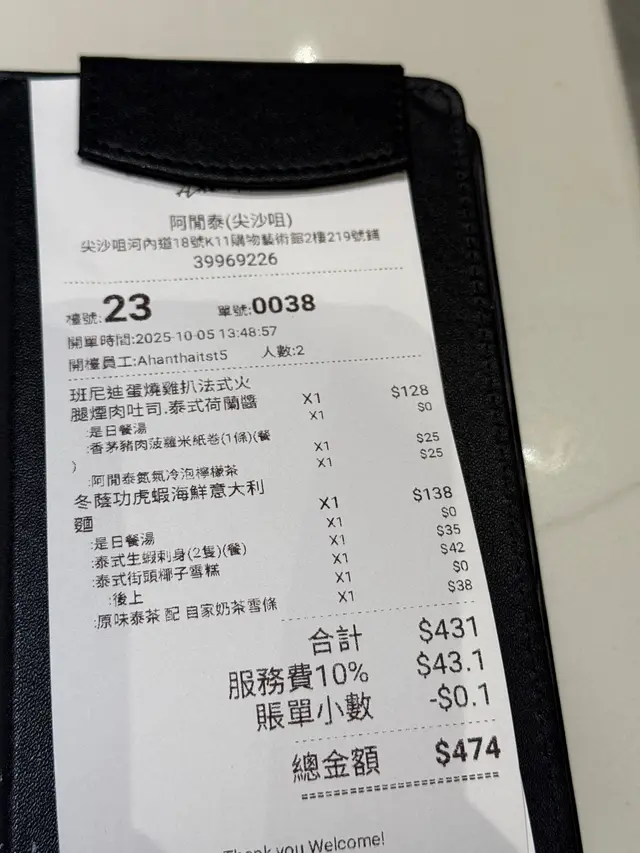 阿閒泰(尖沙咀)
尖沙咀河內道18號K11購物藝術館2樓219號舖
39969226
檯號:23 單號:0038
開單時間:2025-10-05 13:48:57
開檯員工:Ahanthaitst5 人數:2
班尼迪蛋燒雞扒法式火
腿煙肉吐司.泰式荷蘭醬 X1 $128
:是日餐湯 X1 $0
:香茅豬肉菠蘿米紙卷(1條)(餐
) X1 $25
:阿閒泰氮氣冷泡檸檬茶 X1 $25
冬蔭功虎蝦海鮮意大利
麵 X1 $138
:是日餐湯 X1 $0
:泰式生蝦刺身(2隻)(餐) X1 $35
:泰式街頭椰子雪糕 X1 $42
:後上 X1 $0
:原味泰茶 配 自家奶茶雪條 X1 $38
合計 $431
服務費10% $43.1
賬單小數 -$0.1
總金額 $474
Thank you Welcome!